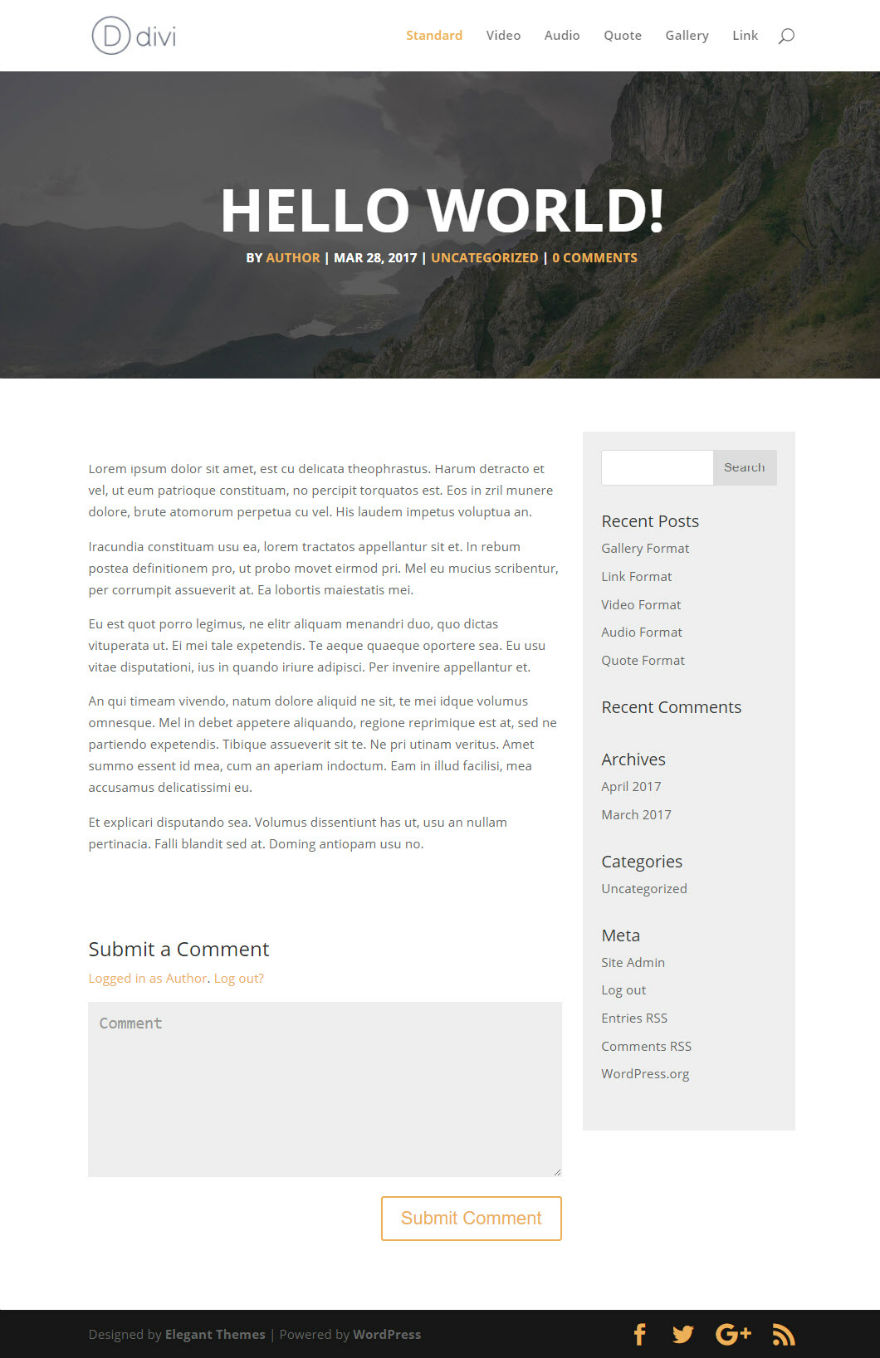 D divi
Standard Video Audio Quote Gallery Link
HELLO WORLD!
BY AUTHOR | MAR 28, 2017 | UNCATEGORIZED | 0 COMMENTS
Lorem ipsum dolor sit amet, est cu delicata theophrastus. Harum detracto et
vel, ut eum patrioque constituam, no percipit torquatos est. Eos in zril munere
dolore, brute atomorum perpetua cu vel. His laudem impetus voluptua an.
Iracundia constituam usu ea, lorem tractatos appellantur sit et. In rebum
postea definitionem pro, ut probo movet eirmod pri. Mel eu mucius scribentur,
per corrumpit assueverit at. Ea lobortis maiestatis mei.
Eu est quot porro legimus, ne elitr aliquam menandri duo, quo dictas
vituperata ut. Ei mei tale expetendis. Te aeque quaeque oportere sea. Eu usu
vitae disputationi, ius in quando iriure adipisci. Per invenire appellantur et.
An qui timeam vivendo, natum dolore aliquid ne sit, te mei idque volumus
omnesque. Mel in debet appetere aliquando, regione reprimique est at, sed ne
partiendo expetendis. Tibique assueverit sit te. Ne pri utinam veritus. Amet
summo essent id mea, cum an aperiam indoctum. Eam in illud facilisi, mea
accusamus delicatissimi eu.
Et explicari disputando sea. Volumus dissentiunt has ut, usu an nullam
pertinacia. Falli blandit sed at. Doming antiopam usu no.
Submit a Comment
Logged in as Author. Log out?
Comment
Submit Comment
Search
Recent Posts
Gallery Format
Link Format
Video Format
Audio Format
Quote Format
Recent Comments
Archives
April 2017
March 2017
Categories
Uncategorized
Meta
Site Admin
Log out
Entries RSS
Comments RSS
WordPress.org
Designed by Elegant Themes | Powered by WordPress